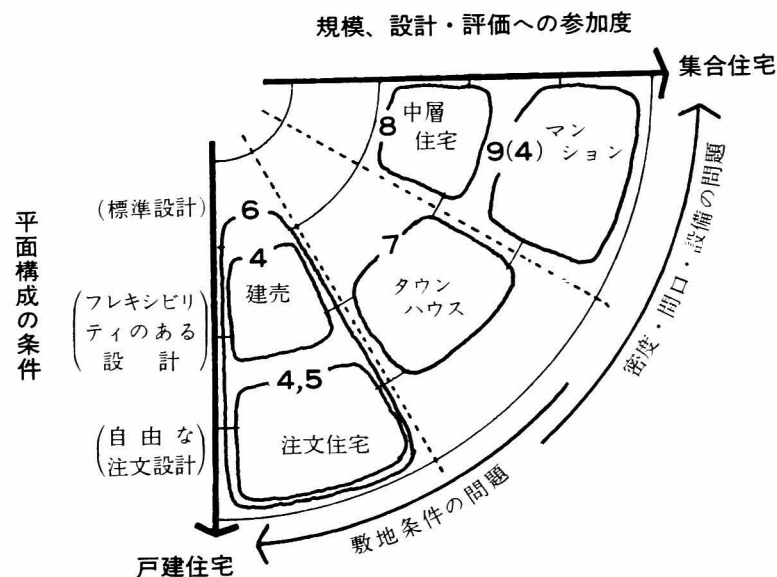 規模、設計・評価への参加度
集合住宅
8
中層
住宅
9(4)
マン
ション
密度・間口・設備の問題
平面構成の条件
(標準設計)
6
4
建売
7
タウン
ハウス
(フレキシビリ
ティのある
設計)
4,5
注文住宅
(自由な
注文設計)
敷地条件の問題
戸建住宅